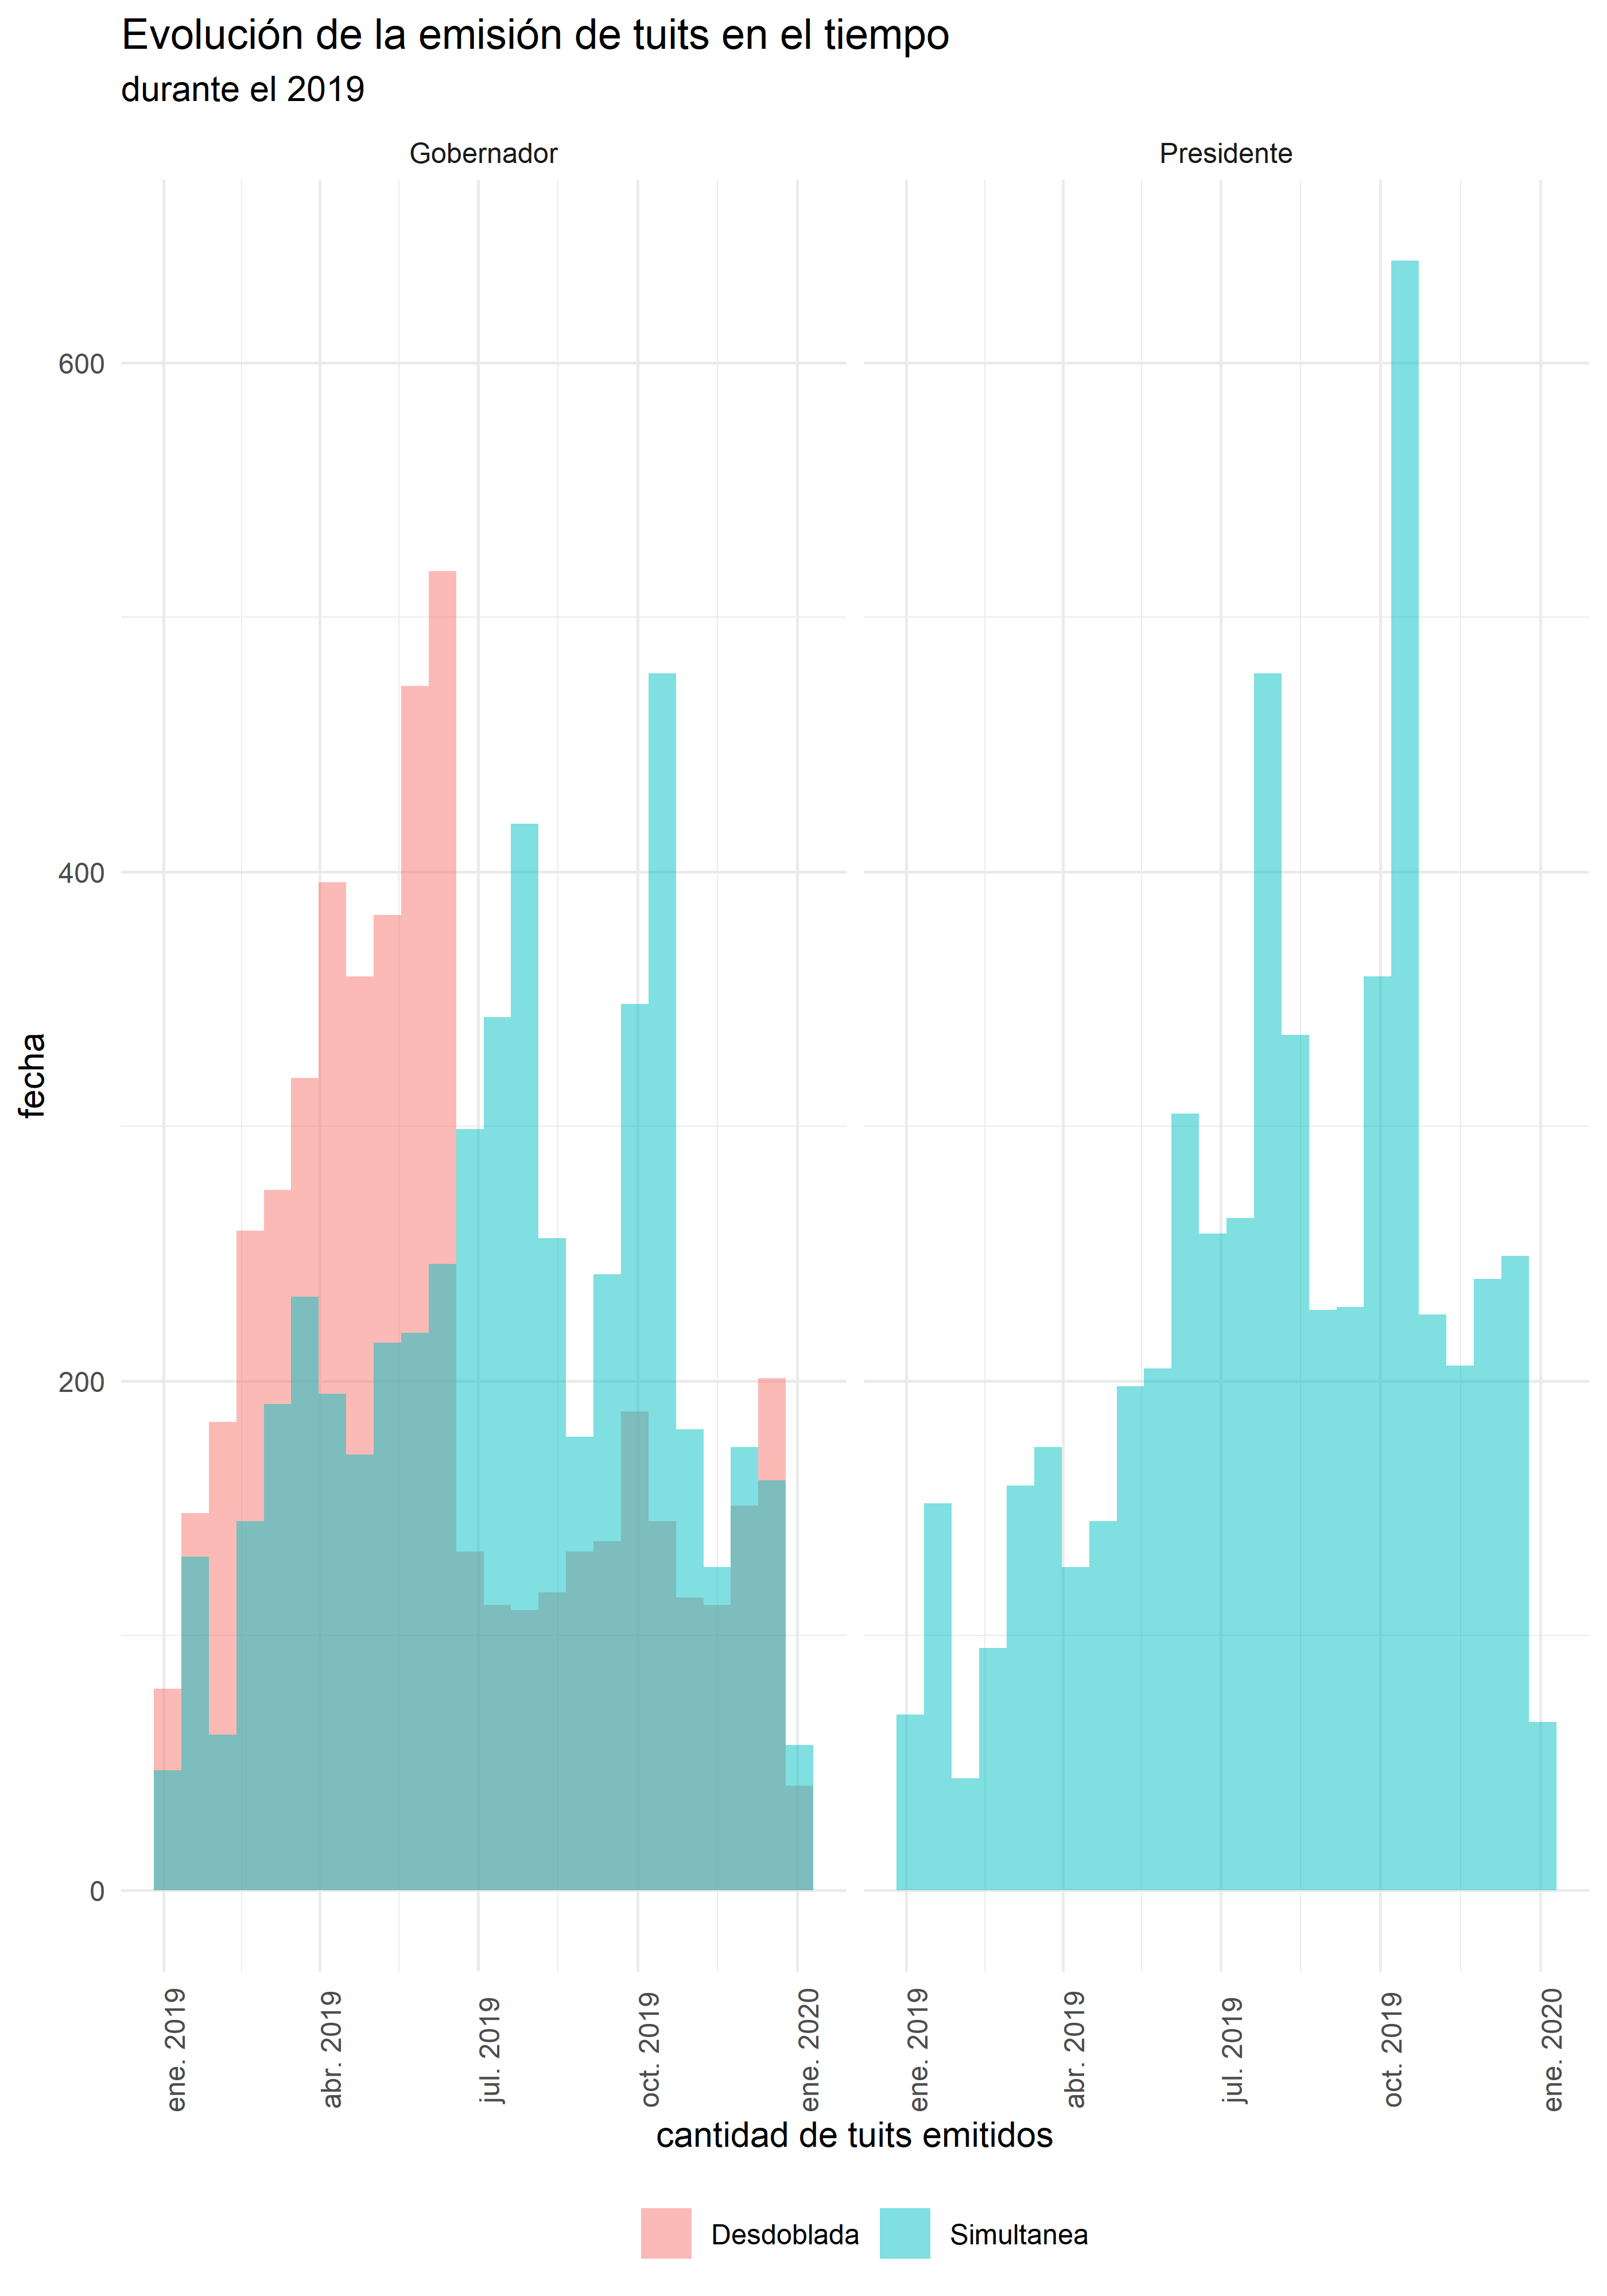 Evolución de la emisión de tuits en el tiempo
durante el 2019
Gobernador
Presidente
600
400
200
0
fecha
ene. 2019
abr. 2019
jul. 2019
oct. 2019
ene. 2020
ene. 2019
abr. 2019
jul. 2019
oct. 2019
ene. 2020
cantidad de tuits emitidos
Desdoblada
Simultanea